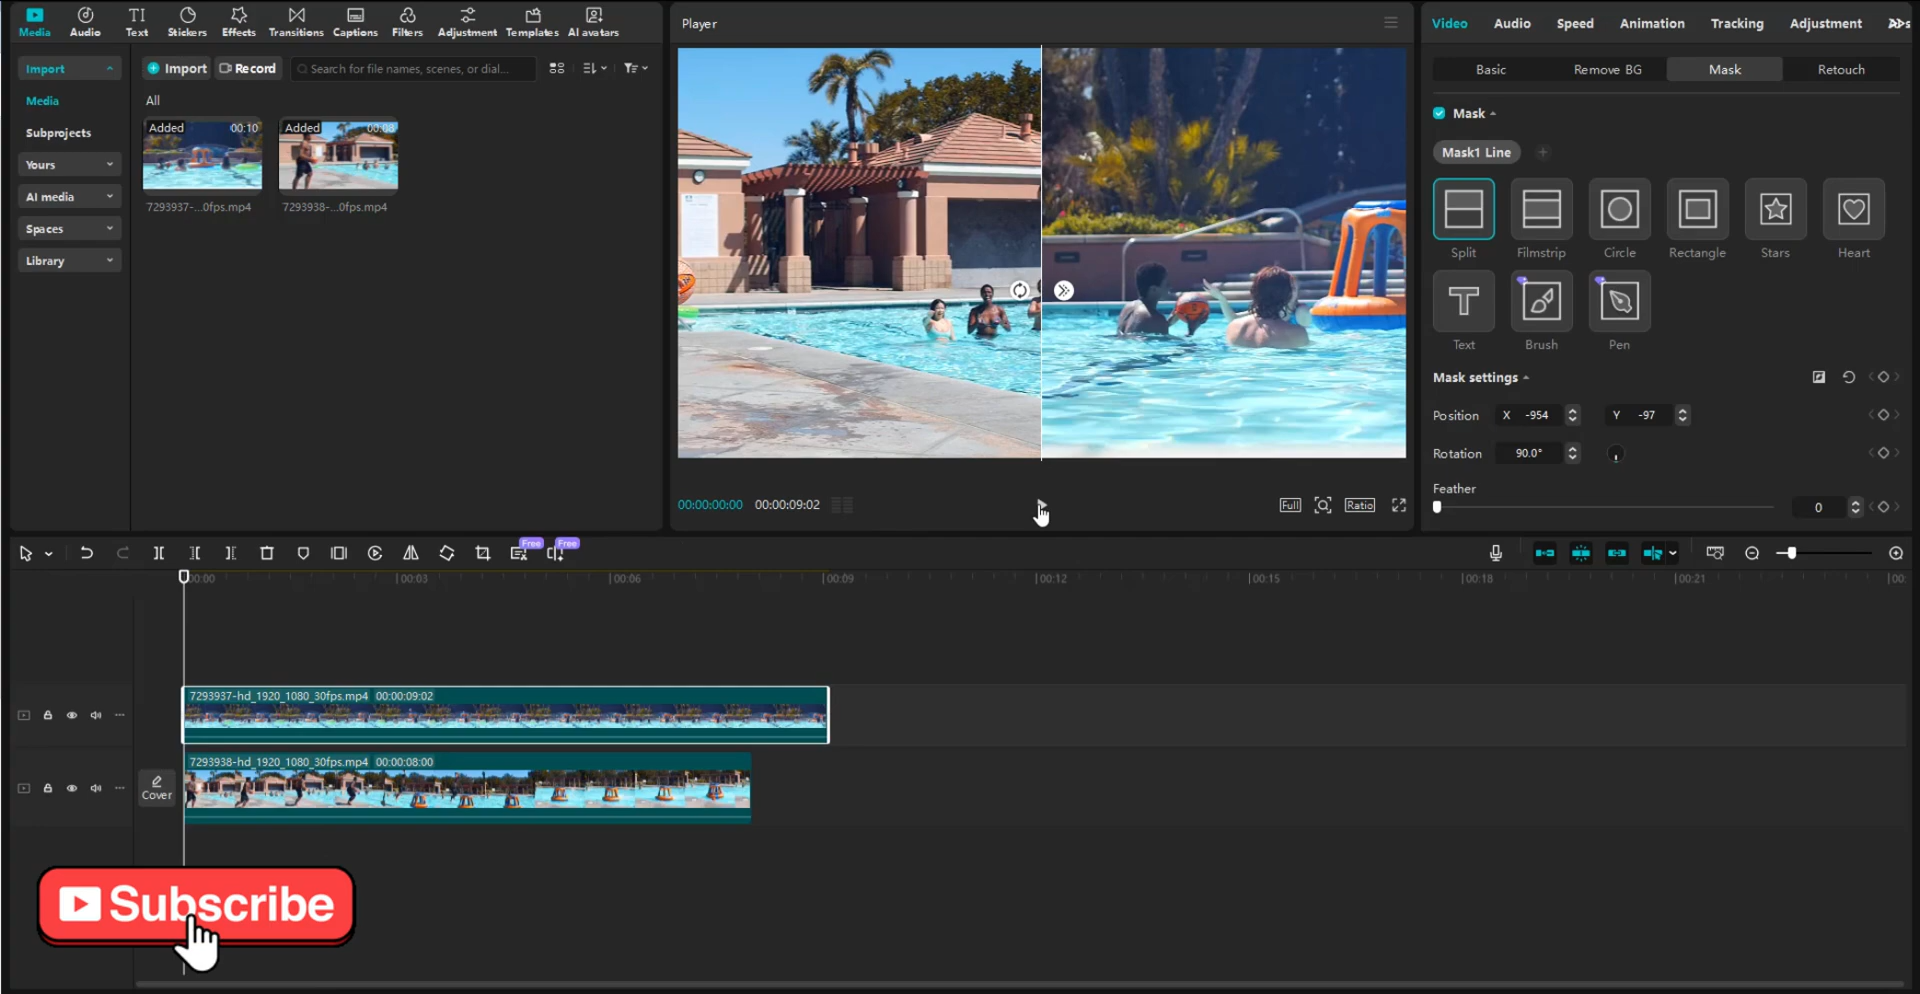 Media
Audio
Text
Stickers
Effects
Transitions
Captions
Filters
Adjustment
Templates
AI avatars
Import
Media
Subprojects
Yours
AI media
Spaces
Library
Import
Record
Search for file names, scenes, or dial...
All
Added 00:10
Added 00:08
7293937-...0fps.mp4
7293938-...0fps.mp4
Player
00:00:00:00 00:00:09:02
Full
Ratio
Video
Audio
Speed
Animation
Tracking
Adjustment
Basic
Remove BG
Mask
Retouch
Mask
Mask1 Line
Split
Filmstrip
Circle
Rectangle
Stars
Heart
Text
Brush
Pen
Mask settings
Position X -954 Y -97
Rotation 90.0°
Feather
0
Free
Free
00:00
00:03
00:06
00:09
00:12
00:15
00:18
00:21
7293937-hd_1920_1080_30fps.mp4 00:00:09:02
7293938-hd_1920_1080_30fps.mp4 00:00:08:00
Cover
Subscribe